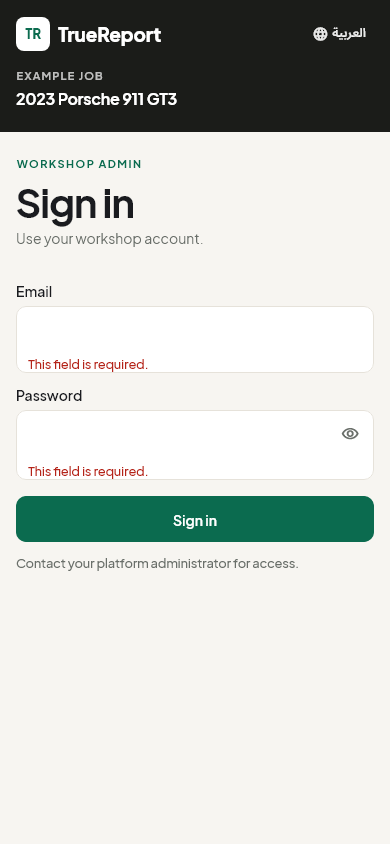 TR TrueReport العربية
EXAMPLE JOB
2023 Porsche 911 GT3
WORKSHOP ADMIN
Sign in
Use your workshop account.
Email
This field is required.
Password
This field is required.
Sign in
Contact your platform administrator for access.